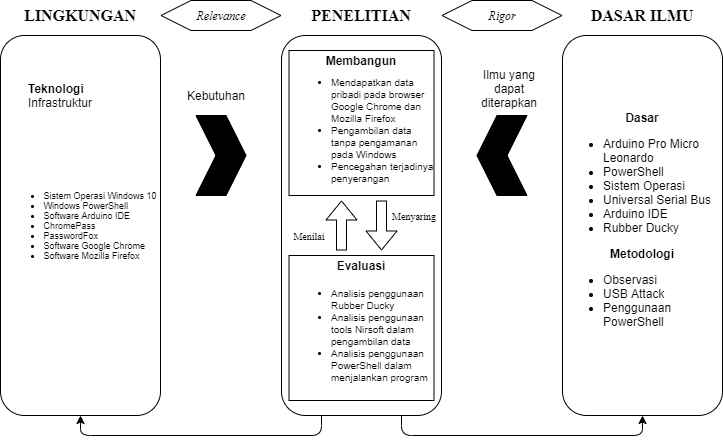 LINGKUNGAN
Relevance
PENELITIAN
Rigor
DASAR ILMU
Teknologi
Infrastruktur
• Sistem Operasi Windows 10
• Windows PowerShell
• Software Arduino IDE
• ChromePass
• PasswordFox
• Software Google Chrome
• Software Mozilla Firefox
Kebutuhan
Membangun
• Mendapatkan data
pribadi pada browser
Google Chrome dan
Mozilla Firefox
• Pengambilan data
tanpa pengamanan
pada Windows
• Pencegahan terjadinya
penyerangan
Menilai
Menyaring
Evaluasi
• Analisis penggunaan
Rubber Ducky
• Analisis penggunaan
tools Nirsoft dalam
pengambilan data
• Analisis penggunaan
PowerShell dalam
menjalankan program
Ilmu yang
dapat
diterapkan
Dasar
• Arduino Pro Micro
Leonardo
• PowerShell
• Sistem Operasi
• Universal Serial Bus
• Arduino IDE
• Rubber Ducky
Metodologi
• Observasi
• USB Attack
• Penggunaan
PowerShell